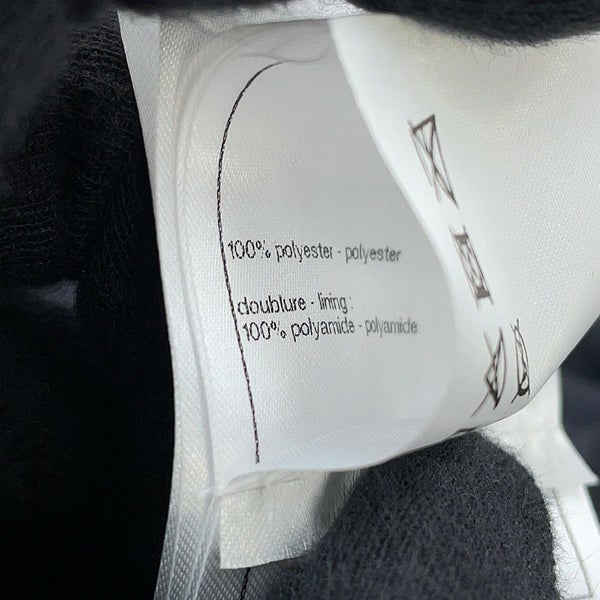 100% polyester - polyester
doublure - lining :
100% polyamide - polyamide